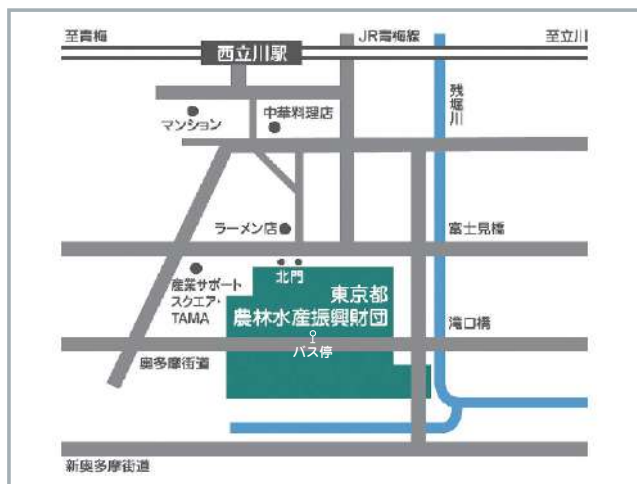 至青梅
JR青梅線
至立川
西立川駅
残堀川
中華料理店
マンション
ラーメン店
富士見橋
北門
産業サポート
スクエア・
TAMA
東京都
農林水産振興財団
滝口橋
バス停
奥多摩街道
新奥多摩街道